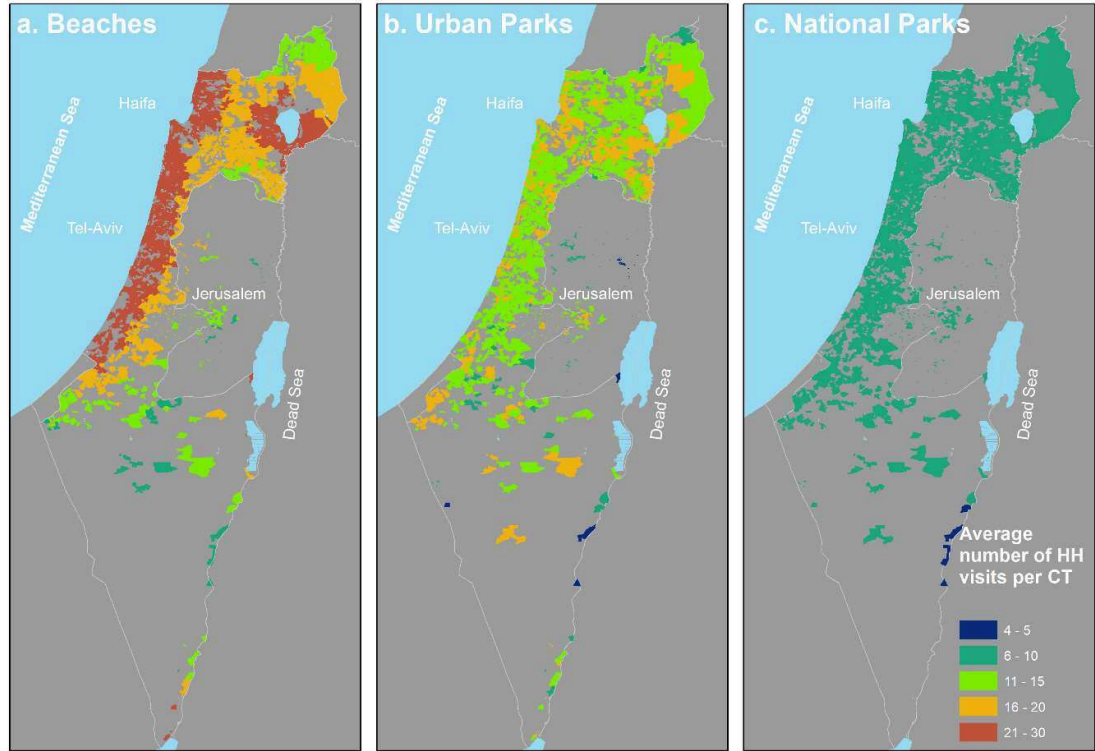 a. Beaches
Haifa
Mediterranean Sea
Tel-Aviv
Jerusalem
Dead Sea
b. Urban Parks
Haifa
Mediterranean Sea
Tel-Aviv
Jerusalem
Dead Sea
c. National Parks
Haifa
Mediterranean Sea
Tel-Aviv
Jerusalem
Dead Sea
Average
number of HH
visits per CT
4 - 5
6 - 10
11 - 15
16 - 20
21 - 30